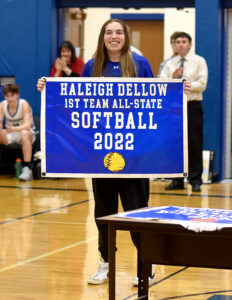 HALEIGH DELLOW
1ST TEAM ALL-STATE
SOFTBALL
2022